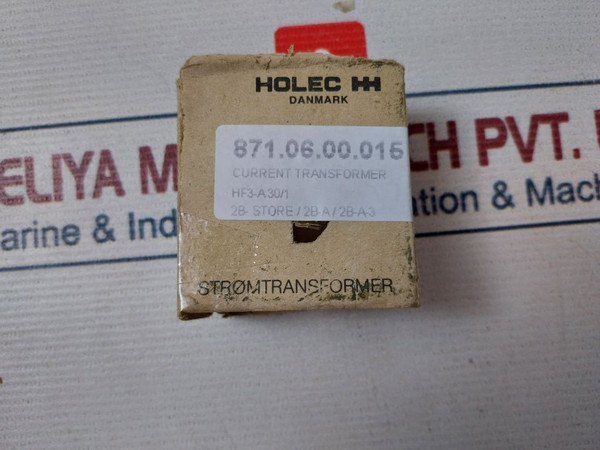 HOLEC
DANMARK
871.06.00.015
CURRENT TRANSFORMER
HF3-A30/1
2B- STORE / 2B-A / 2B-A-3
STRØMTRANSFORMER
ELIYA M CH PVT.
arine & Ind tion & Mach